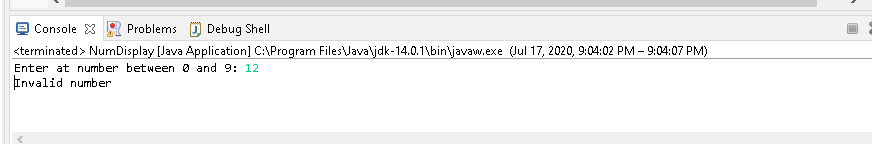 Console Problems Debug Shell
<terminated> NumDisplay [Java Application] C:\Program Files\Java\jdk-14.0.1\bin\javaw.exe (Jul 17, 2020, 9:04:02 PM – 9:04:07 PM)
Enter at number between 0 and 9: 12
Invalid number